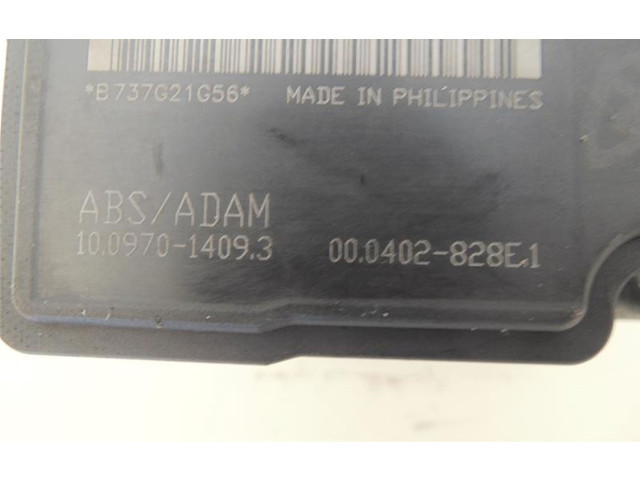 *B737G21G56* MADE IN PHILIPPINES
ABS/ADAM
10.0970-1409.3 00.0402-828E.1